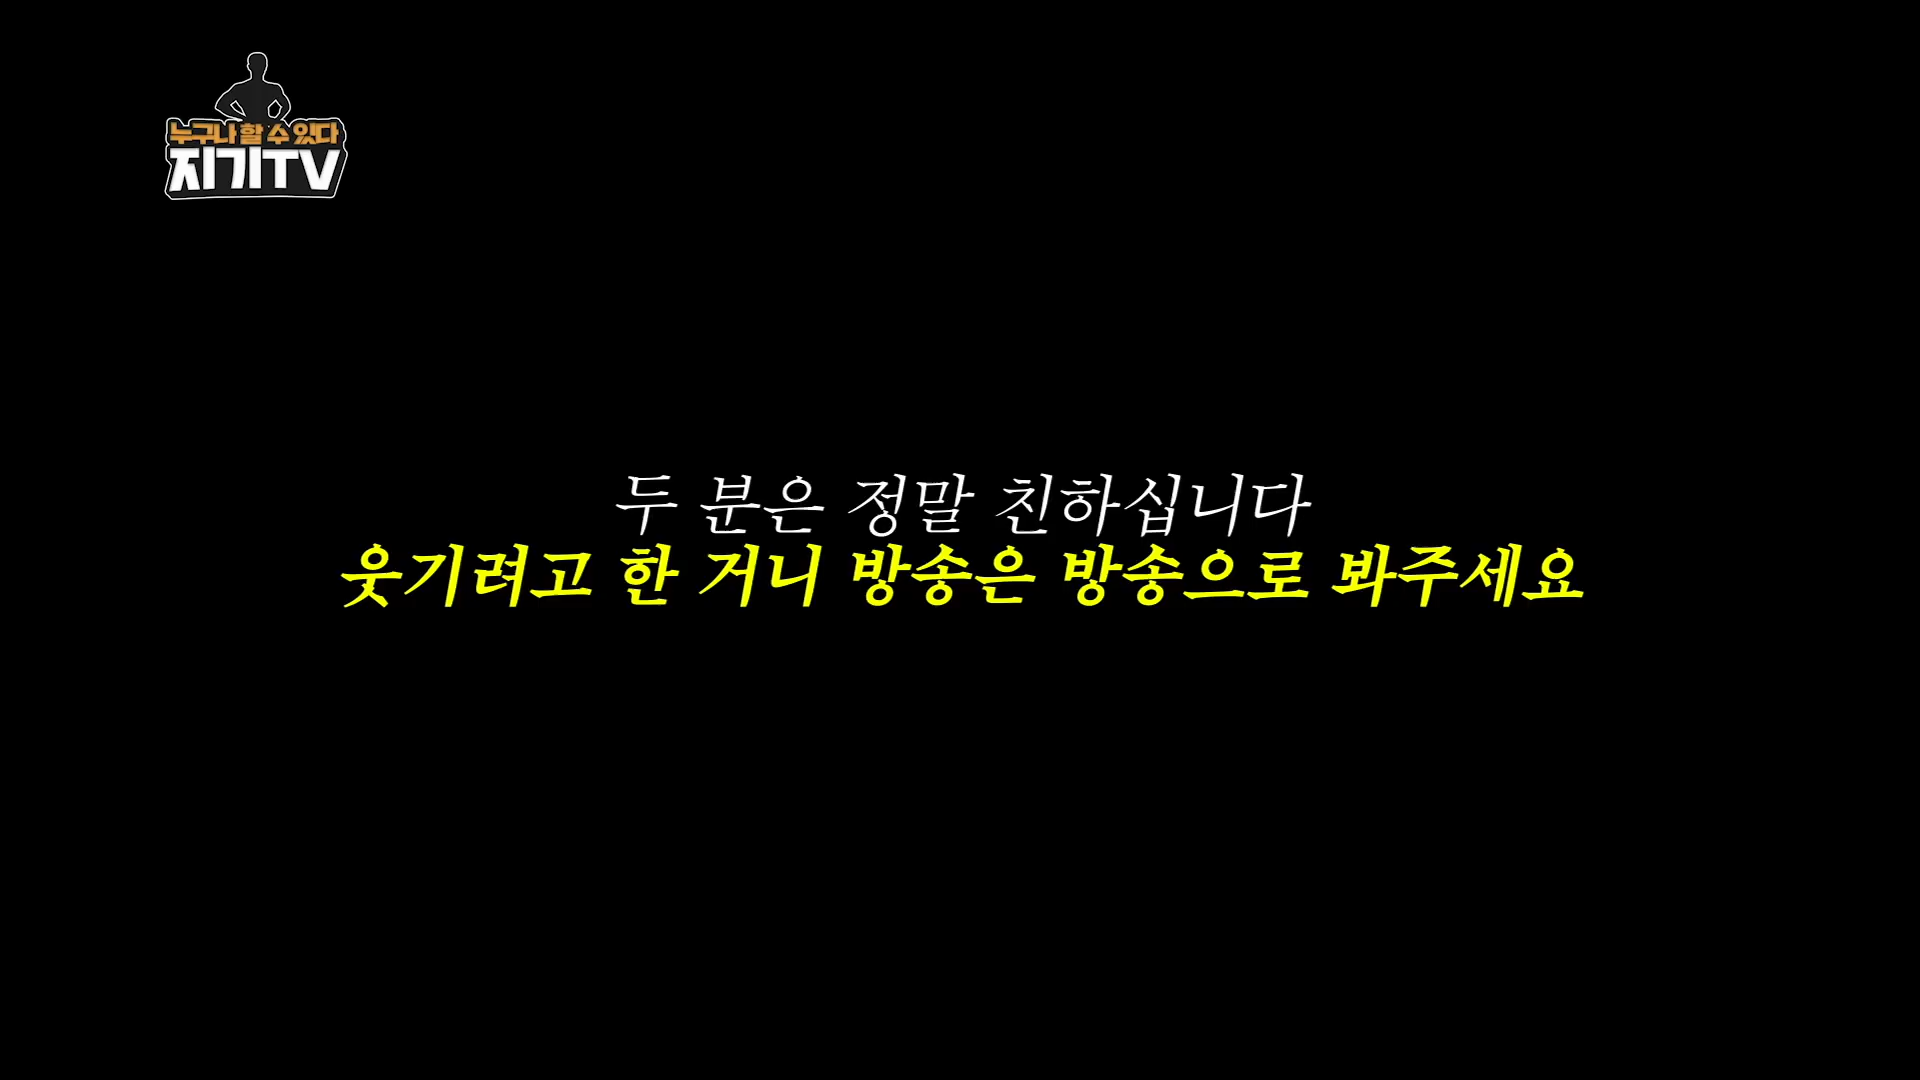 누구나 할 수 있다
지기TV
두 분은 정말 친하십니다
웃기려고 한 거니 방송은 방송으로 봐주세요